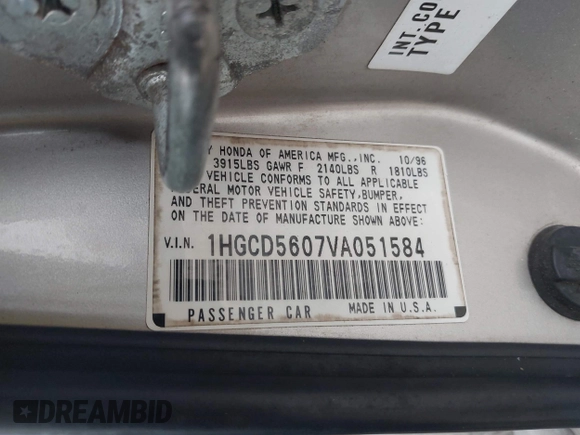 INT.CO
TYPE
Y HONDA OF AMERICA MFG.,INC. 10/96
3915LBS GAWR F 2140LBS R 1810LBS
VEHICLE CONFORMS TO ALL APPLICABLE
ERAL MOTOR VEHICLE SAFETY,BUMPER,
AND THEFT PREVENTION STANDARDS IN EFFECT
ON THE DATE OF MANUFACTURE SHOWN ABOVE.
V.I.N. 1HGCD5607VA051584
PASSENGER CAR MADE IN U.S.A.
DREAMBID